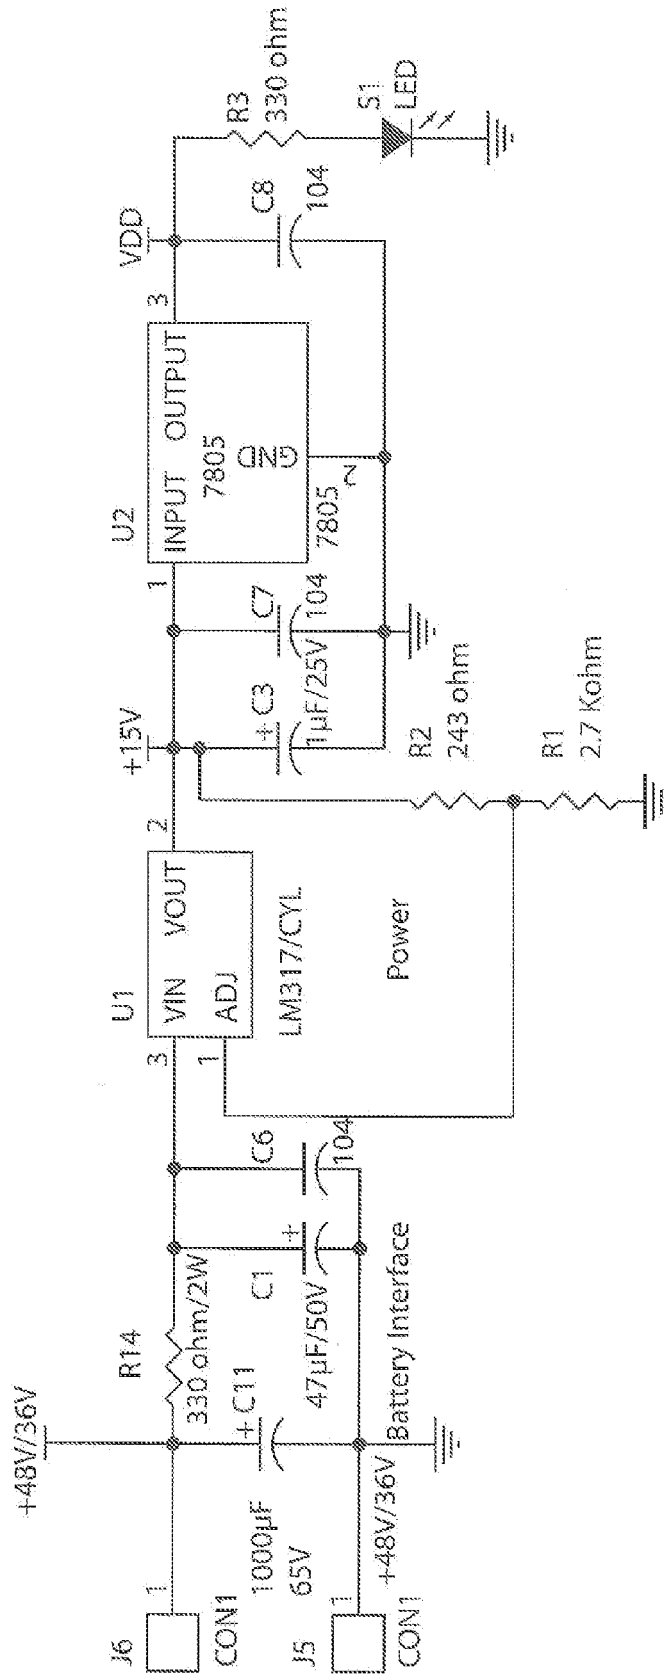 J6
1
CON1
+48V/36V
R14
330 ohm/2W
+ C11
1000µF
65V
J5
1
CON1
+48V/36V
Battery Interface
C1
+
47µF/50V
C6
104
U1
3
VIN VOUT
2
1
ADJ
LM317/CYL
Power
+15V
+ C3
1µF/25V
C7
104
R2
243 ohm
R1
2.7 Kohm
U2
1
INPUT OUTPUT
3
7805
GND
7805
2
VDD
C8
104
R3
330 ohm
S1
LED